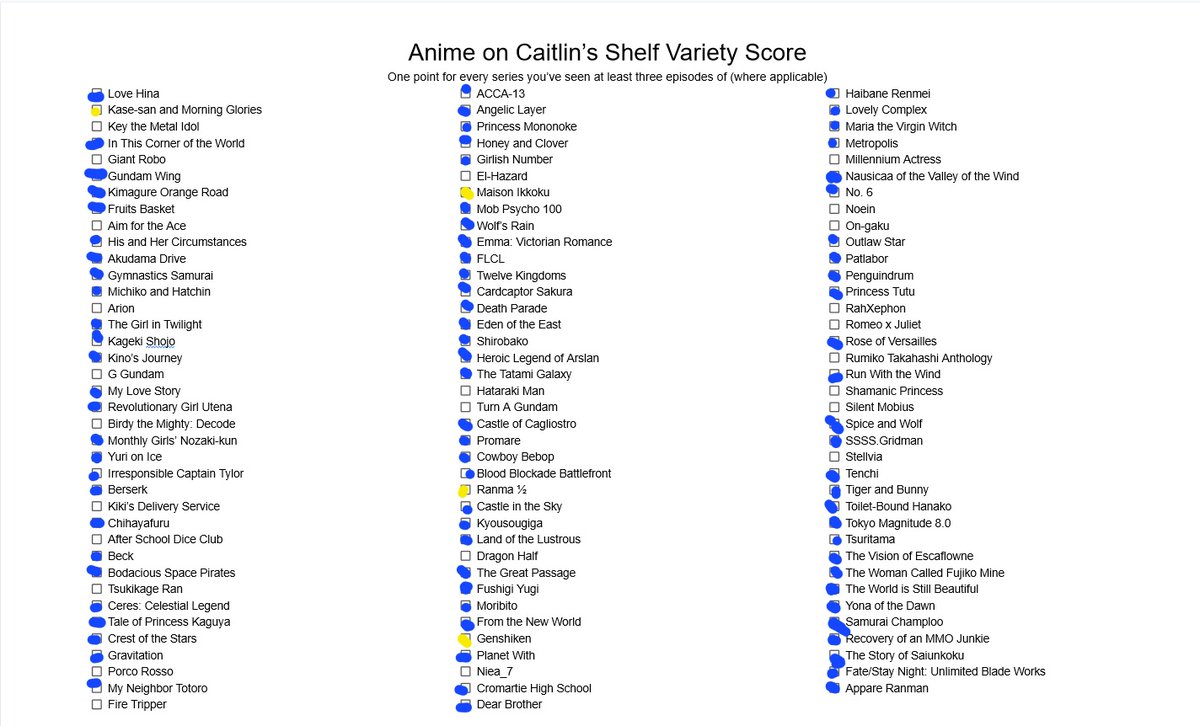 Anime on Caitlin's Shelf Variety Score
One point for every series you've seen at least three episodes of (where applicable)
Love Hina
Kase-san and Morning Glories
Key the Metal Idol
In This Corner of the World
Giant Robo
Gundam Wing
Kimagure Orange Road
Fruits Basket
Aim for the Ace
His and Her Circumstances
Akudama Drive
Gymnastics Samurai
Michiko and Hatchin
Arion
The Girl in Twilight
Kageki Shojo
Kino's Journey
G Gundam
My Love Story
Revolutionary Girl Utena
Birdy the Mighty: Decode
Monthly Girls' Nozaki-kun
Yuri on Ice
Irresponsible Captain Tylor
Berserk
Kiki's Delivery Service
Chihayafuru
After School Dice Club
Beck
Bodacious Space Pirates
Tsukikage Ran
Ceres: Celestial Legend
Tale of Princess Kaguya
Crest of the Stars
Gravitation
Porco Rosso
My Neighbor Totoro
Fire Tripper
ACCA-13
Angelic Layer
Princess Mononoke
Honey and Clover
Girlish Number
El-Hazard
Maison Ikkoku
Mob Psycho 100
Wolf's Rain
Emma: Victorian Romance
FLCL
Twelve Kingdoms
Cardcaptor Sakura
Death Parade
Eden of the East
Shirobako
Heroic Legend of Arslan
The Tatami Galaxy
Hataraki Man
Turn A Gundam
Castle of Cagliostro
Promare
Cowboy Bebop
Blood Blockade Battlefront
Ranma ½
Castle in the Sky
Kyousougiga
Land of the Lustrous
Dragon Half
The Great Passage
Fushigi Yugi
Moribito
From the New World
Genshiken
Planet With
Niea_7
Cromartie High School
Dear Brother
Haibane Renmei
Lovely Complex
Maria the Virgin Witch
Metropolis
Millennium Actress
Nausicaa of the Valley of the Wind
No. 6
Noein
On-gaku
Outlaw Star
Patlabor
Penguindrum
Princess Tutu
RahXephon
Romeo x Juliet
Rose of Versailles
Rumiko Takahashi Anthology
Run With the Wind
Shamanic Princess
Silent Mobius
Spice and Wolf
SSSS.Gridman
Stellvia
Tenchi
Tiger and Bunny
Toilet-Bound Hanako
Tokyo Magnitude 8.0
Tsuritama
The Vision of Escaflowne
The Woman Called Fujiko Mine
The World is Still Beautiful
Yona of the Dawn
Samurai Champloo
Recovery of an MMO Junkie
The Story of Saiunkoku
Fate/Stay Night: Unlimited Blade Works
Appare Ranman